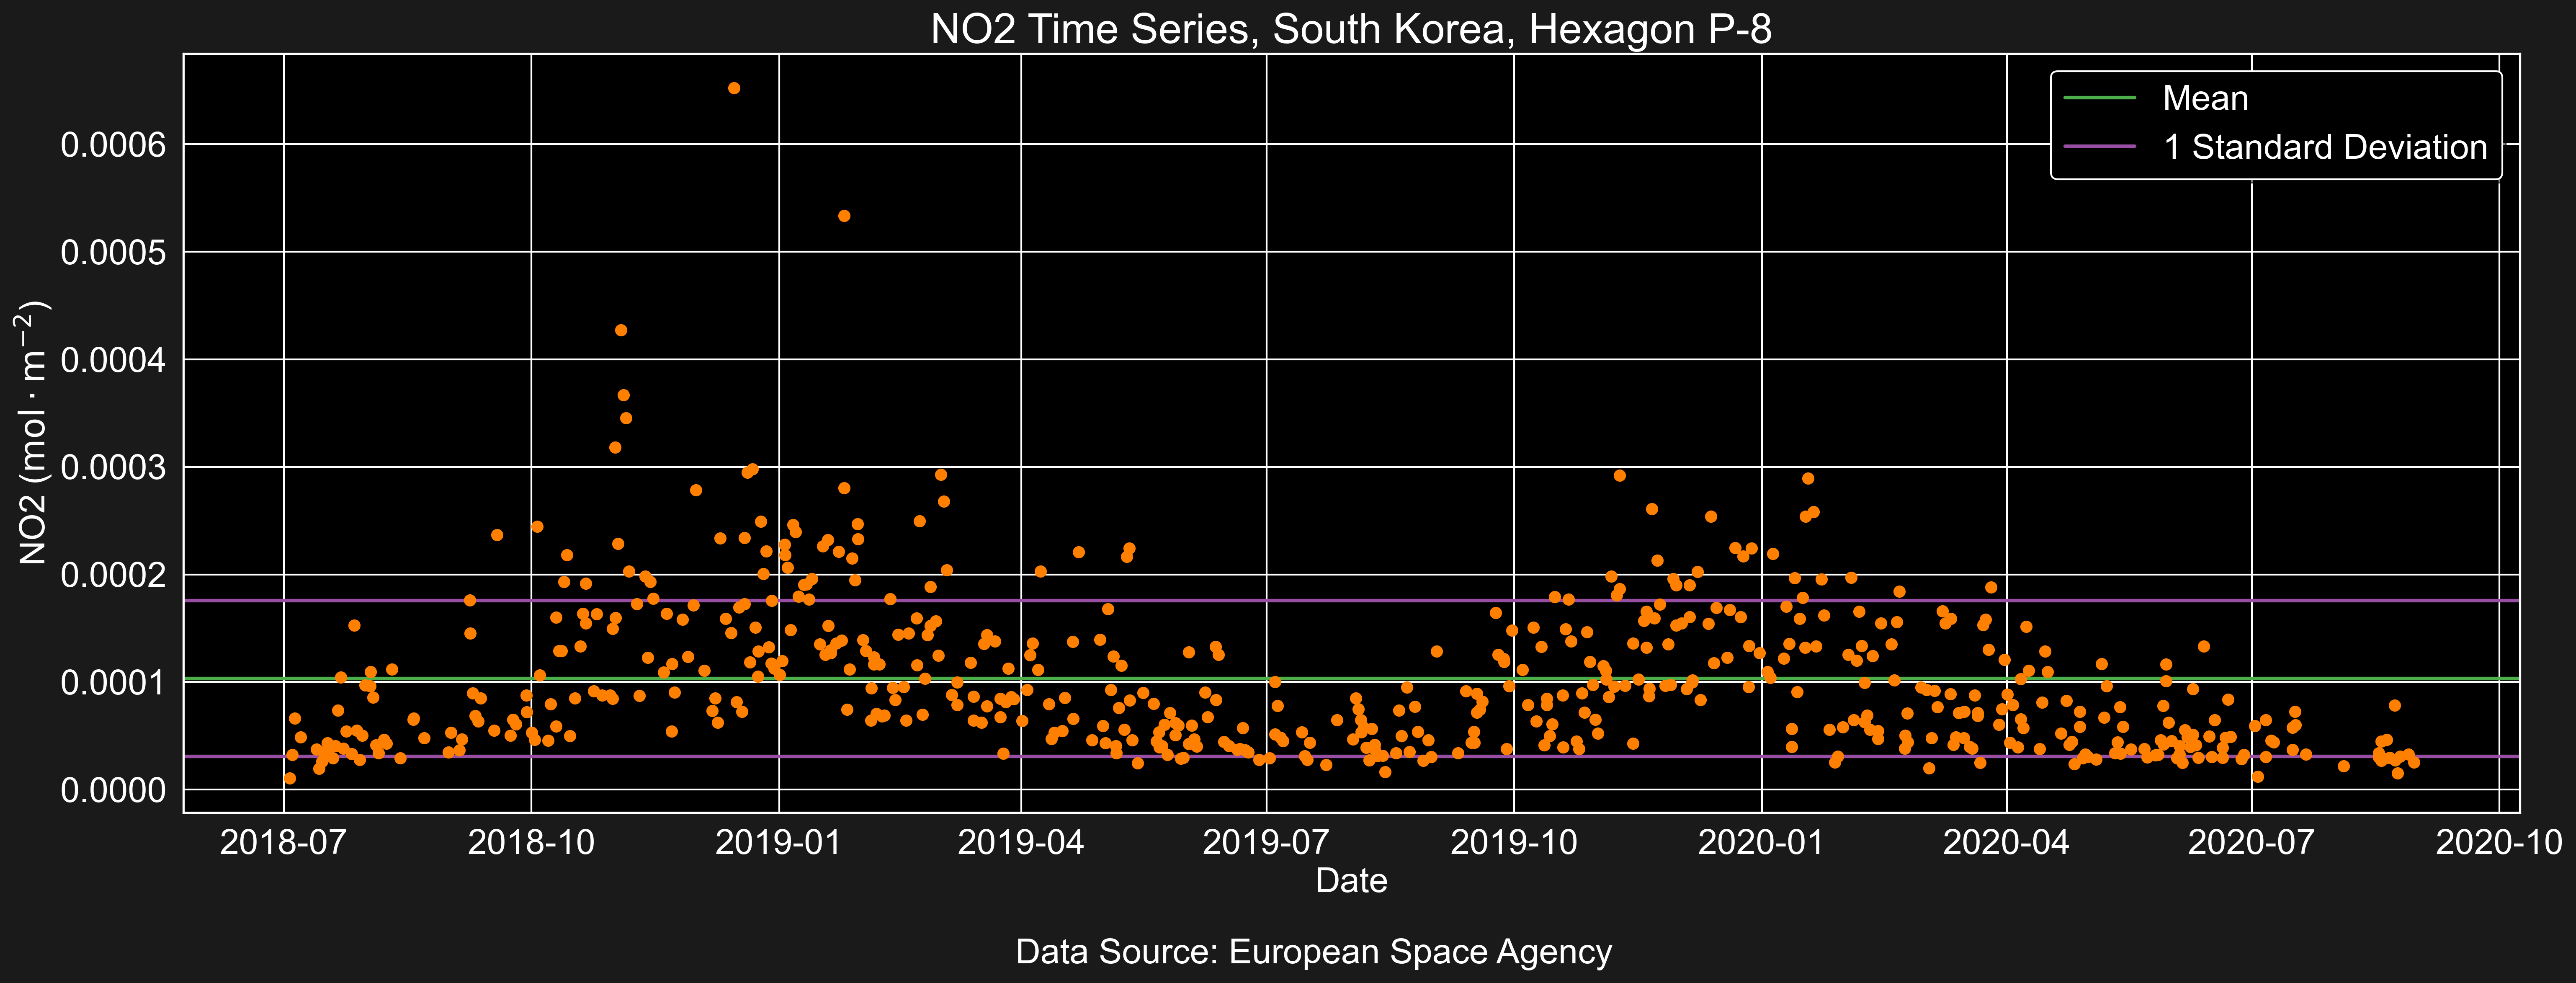 NO2 Time Series, South Korea, Hexagon P-8
Mean
1 Standard Deviation
NO2 (mol · m⁻²)
0.0006
0.0005
0.0004
0.0003
0.0002
0.0001
0.0000
2018-07 2018-10 2019-01 2019-04 2019-07 2019-10 2020-01 2020-04 2020-07 2020-10
Date
Data Source: European Space Agency